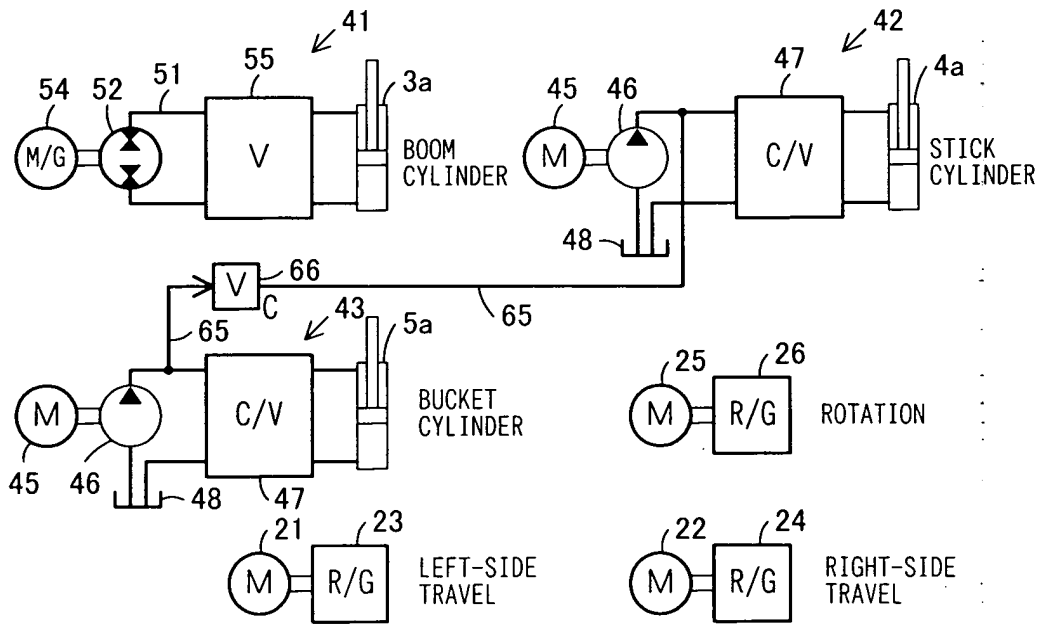 41
42
54
52
51
55
3a
M/G
V
BOOM
CYLINDER
45
46
47
4a
M
C/V
STICK
CYLINDER
48
66
V
C
65
65
43
5a
M
C/V
BUCKET
CYLINDER
45
46
48
47
25
26
M
R/G
ROTATION
21
23
M
R/G
LEFT-SIDE
TRAVEL
22
24
M
R/G
RIGHT-SIDE
TRAVEL